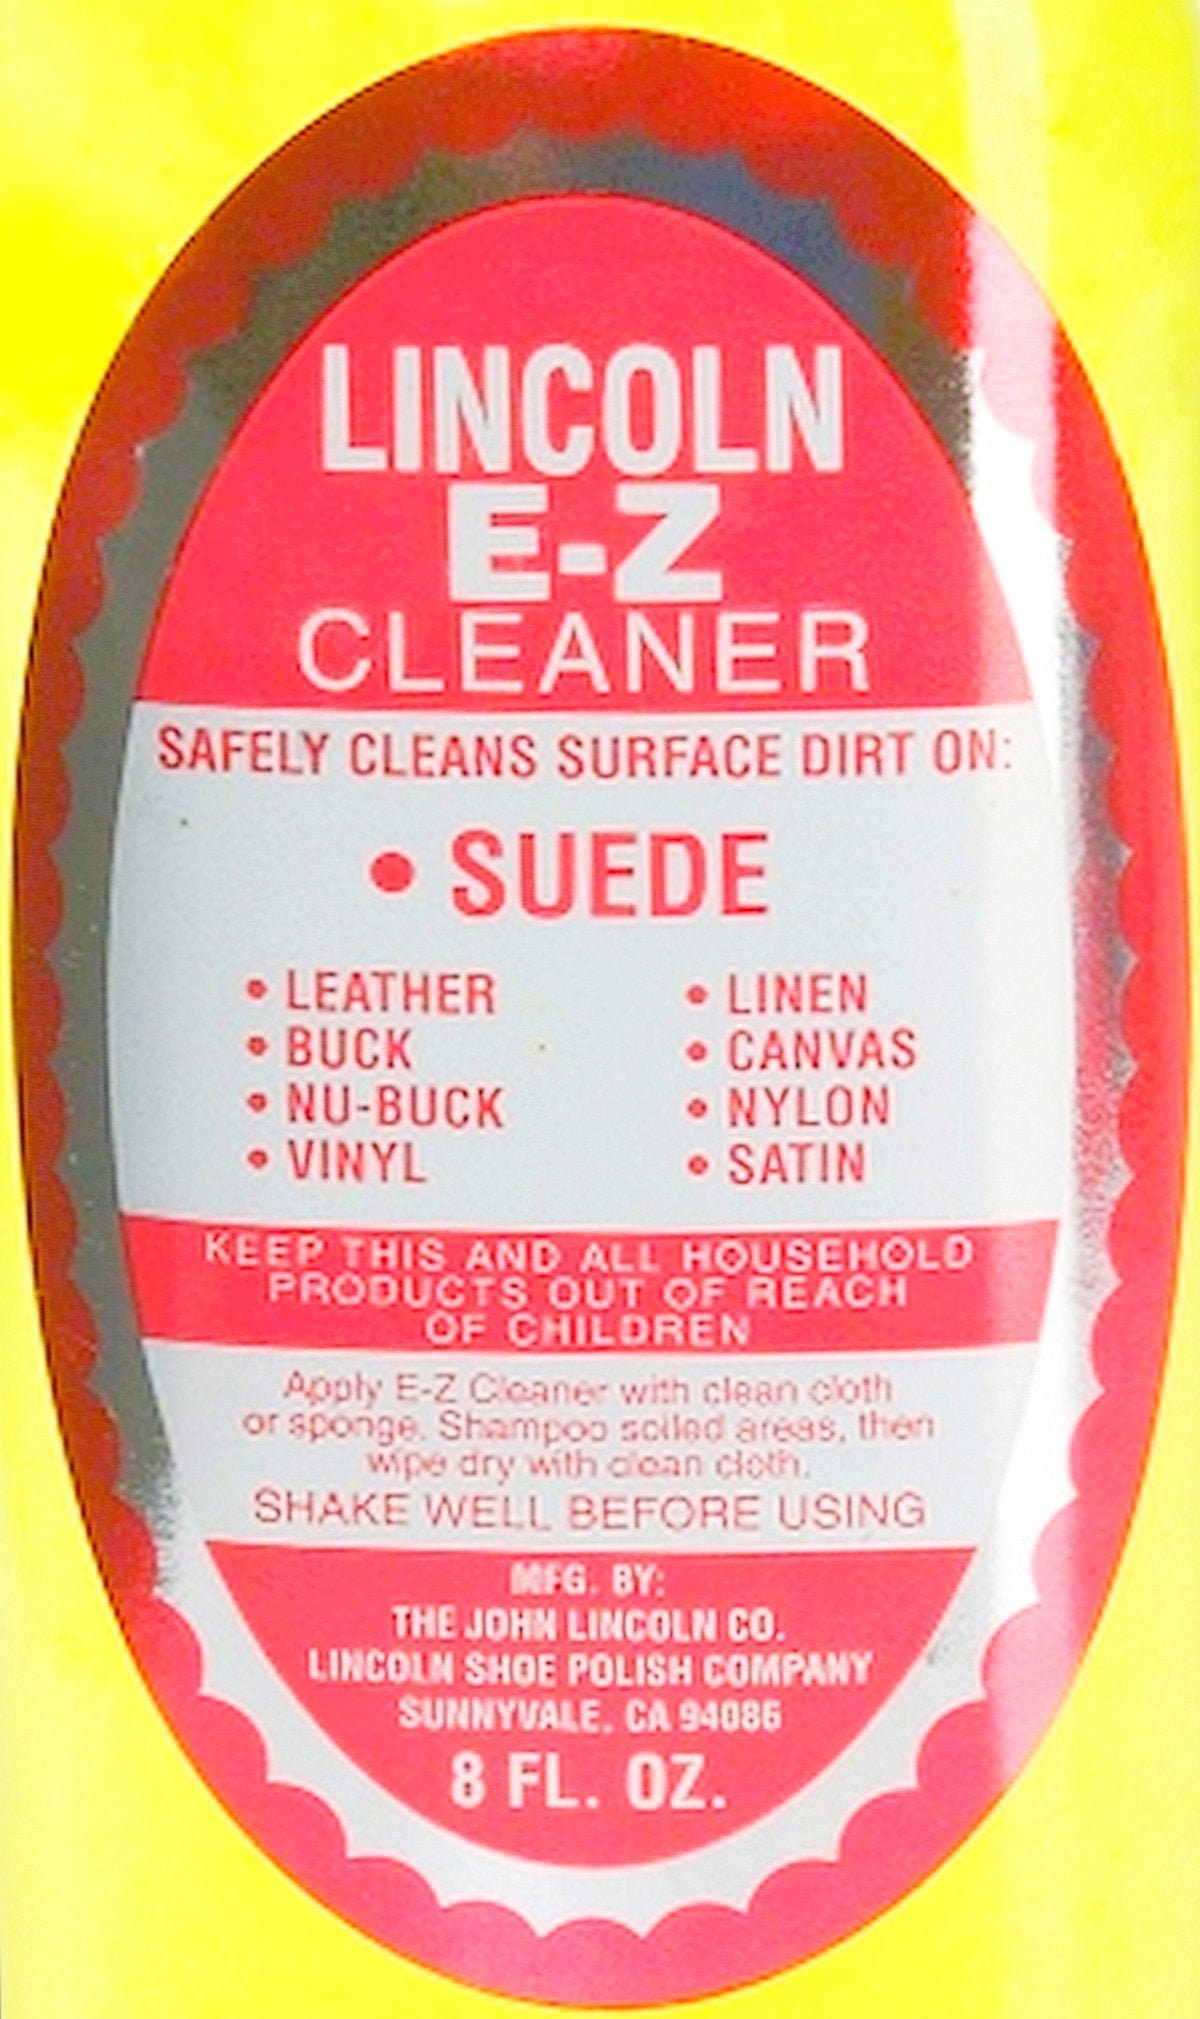 LINCOLN
E-Z
CLEANER
SAFELY CLEANS SURFACE DIRT ON:
• SUEDE
• LEATHER
• BUCK
• NU-BUCK
• VINYL
• LINEN
• CANVAS
• NYLON
• SATIN
KEEP THIS AND ALL HOUSEHOLD
PRODUCTS OUT OF REACH
OF CHILDREN
Apply E-Z Cleaner with clean cloth
or sponge. Shampoo soiled areas, then
wipe dry with clean cloth.
SHAKE WELL BEFORE USING
MFG. BY:
THE JOHN LINCOLN CO.
LINCOLN SHOE POLISH COMPANY
SUNNYVALE, CA 94086
8 FL. OZ.